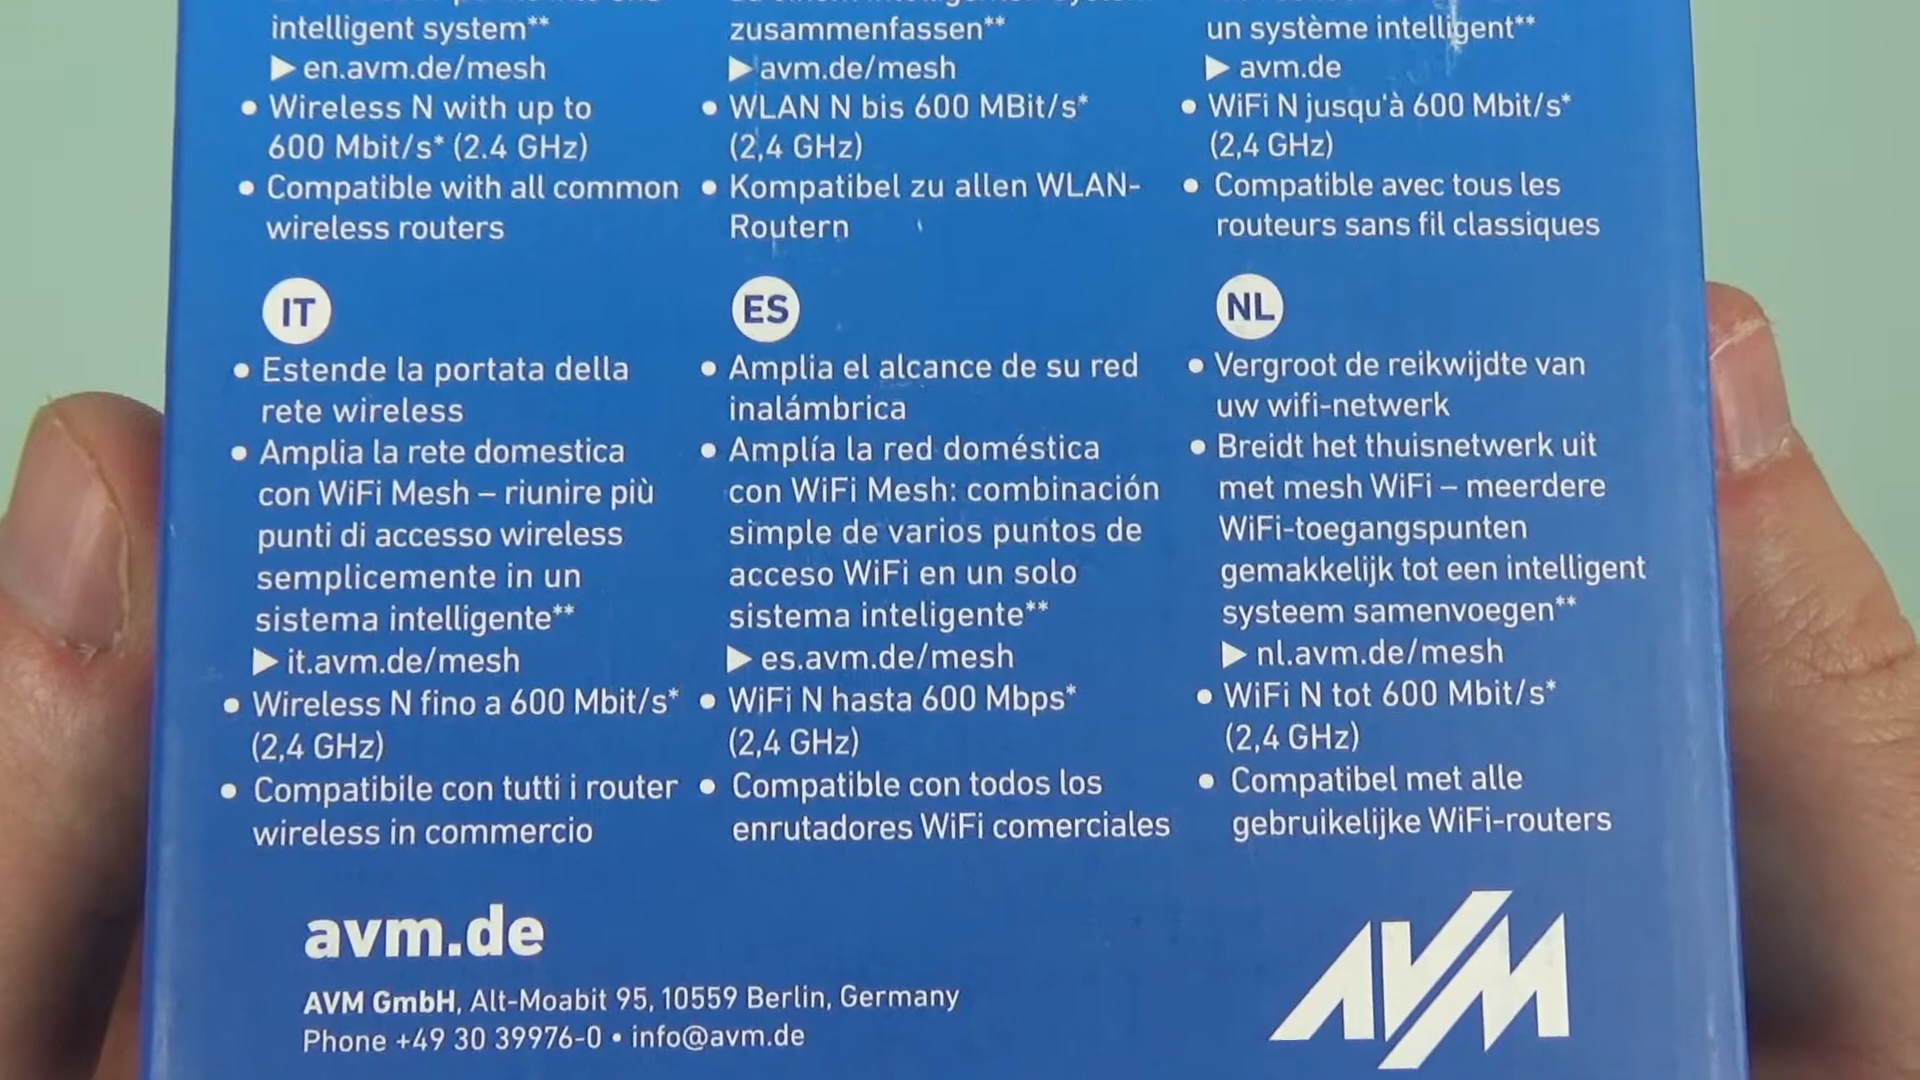 intelligent system**
▶ en.avm.de/mesh
• Wireless N with up to
600 Mbit/s* (2.4 GHz)
• Compatible with all common
wireless routers
zusammenfassen**
▶ avm.de/mesh
• WLAN N bis 600 MBit/s*
(2,4 GHz)
• Kompatibel zu allen WLAN-
Routern
un système intelligent**
▶ avm.de
• WiFi N jusqu'à 600 Mbit/s*
(2,4 GHz)
• Compatible avec tous les
routeurs sans fil classiques
IT
• Estende la portata della
rete wireless
• Amplia la rete domestica
con WiFi Mesh – riunire più
punti di accesso wireless
semplicemente in un
sistema intelligente**
▶ it.avm.de/mesh
• Wireless N fino a 600 Mbit/s*
(2,4 GHz)
• Compatibile con tutti i router
wireless in commercio
ES
• Amplia el alcance de su red
inalámbrica
• Amplía la red doméstica
con WiFi Mesh: combinación
simple de varios puntos de
acceso WiFi en un solo
sistema inteligente**
▶ es.avm.de/mesh
• WiFi N hasta 600 Mbps*
(2,4 GHz)
• Compatible con todos los
enrutadores WiFi comerciales
NL
• Vergroot de reikwijdte van
uw wifi-netwerk
• Breidt het thuisnetwerk uit
met mesh WiFi – meerdere
WiFi-toegangspunten
gemakkelijk tot een intelligent
systeem samenvoegen**
▶ nl.avm.de/mesh
• WiFi N tot 600 Mbit/s*
(2,4 GHz)
• Compatibel met alle
gebruikelijke WiFi-routers
avm.de
AVM GmbH, Alt-Moabit 95, 10559 Berlin, Germany
Phone +49 30 39976-0 • info@avm.de
AVM